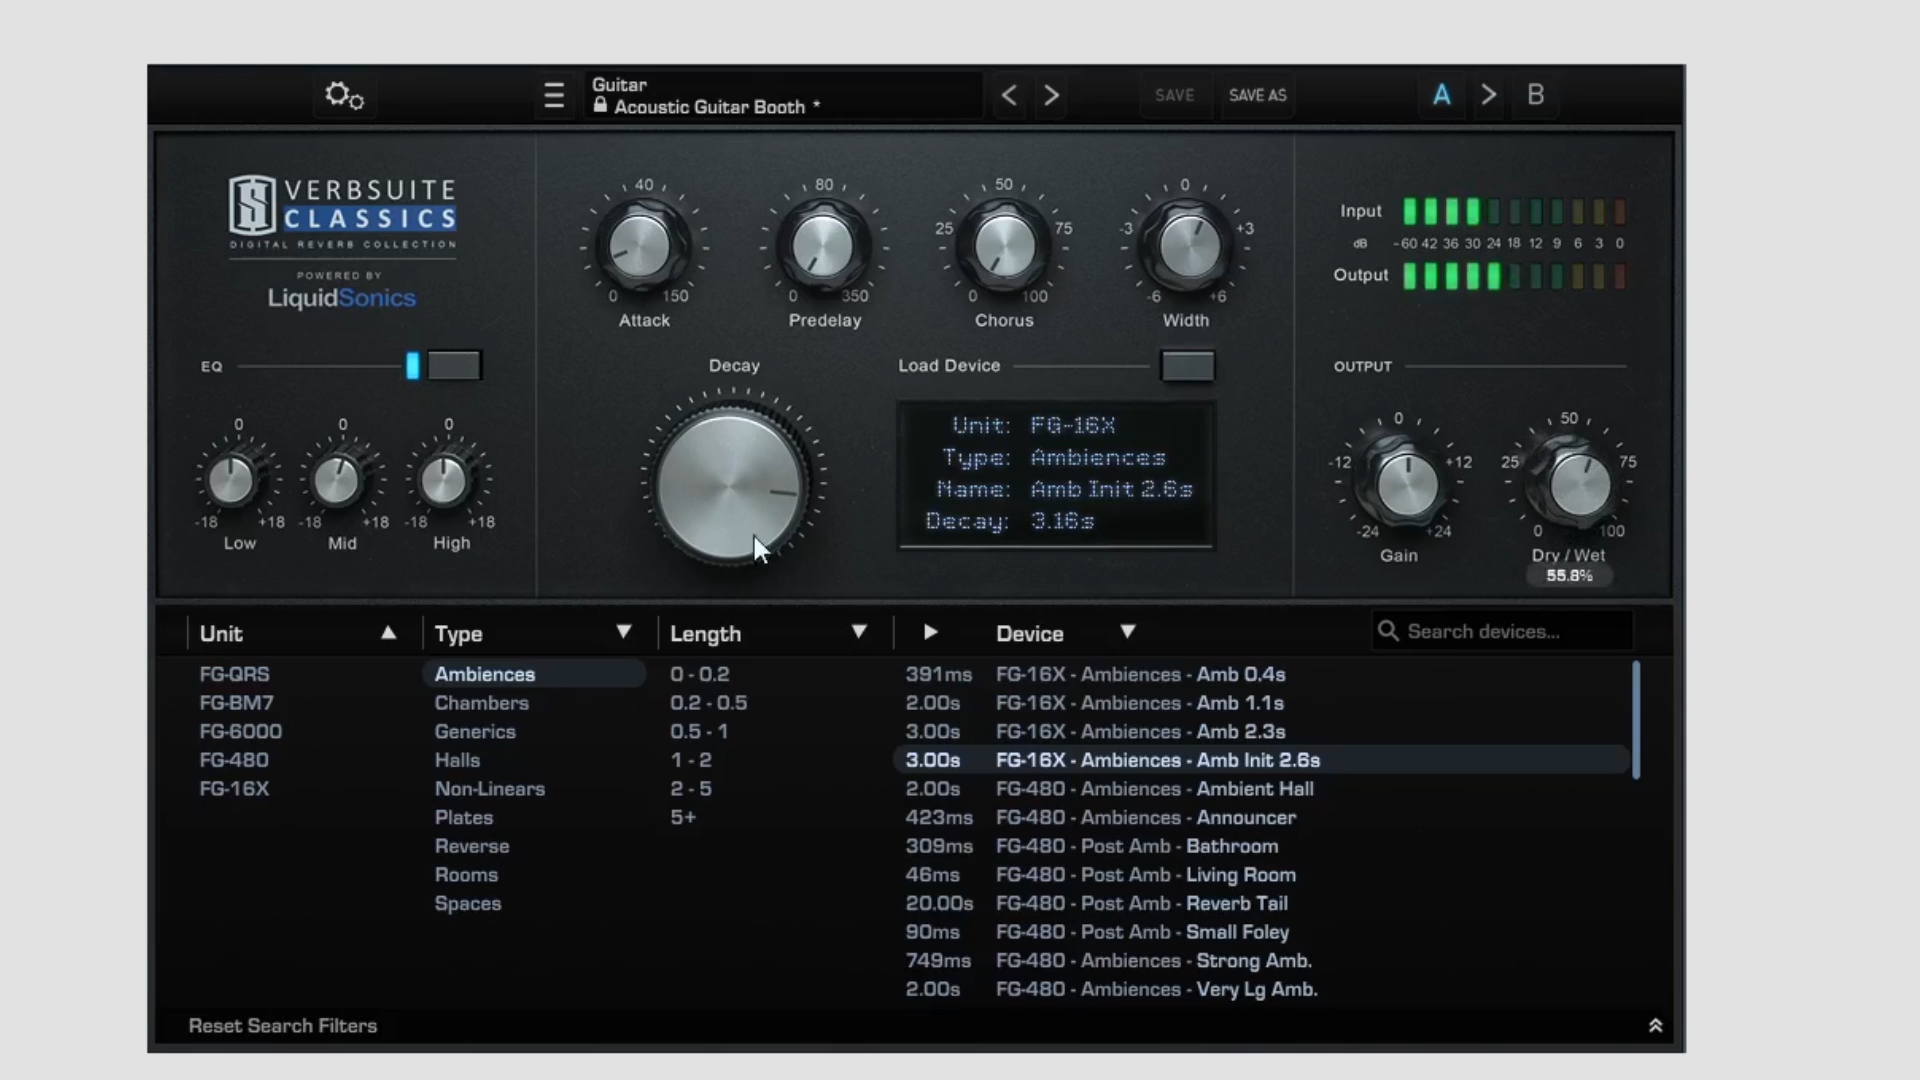 Guitar
Acoustic Guitar Booth *
SAVE
SAVE AS
A
B
VERBSUITE
CLASSICS
DIGITAL REVERB COLLECTION
POWERED BY
LiquidSonics
40
0 150
Attack
80
0 350
Predelay
50
25 75
0 100
Chorus
0
-3 +3
-6 +6
Width
Input
dB -60 42 36 30 24 18 12 9 6 3 0
Output
EQ
0
-18 +18
Low
0
-18 +18
Mid
0
-18 +18
High
Decay
Load Device
Unit: FG-16X
Type: Ambiences
Name: Amb Init 2.6s
Decay: 3.16s
OUTPUT
0
-12 +12
-24 +24
Gain
50
25 75
0 100
Dry / Wet
55.8%
Unit
FG-QRS
FG-BM7
FG-6000
FG-480
FG-16X
Type
Ambiences
Chambers
Generics
Halls
Non-Linears
Plates
Reverse
Rooms
Spaces
Length
0 - 0.2
0.2 - 0.5
0.5 - 1
1 - 2
2 - 5
5+
Device
Search devices...
391ms FG-16X - Ambiences - Amb 0.4s
2.00s FG-16X - Ambiences - Amb 1.1s
3.00s FG-16X - Ambiences - Amb 2.3s
3.00s FG-16X - Ambiences - Amb Init 2.6s
2.00s FG-480 - Ambiences - Ambient Hall
423ms FG-480 - Ambiences - Announcer
309ms FG-480 - Post Amb - Bathroom
46ms FG-480 - Post Amb - Living Room
20.00s FG-480 - Post Amb - Reverb Tail
90ms FG-480 - Post Amb - Small Foley
749ms FG-480 - Ambiences - Strong Amb.
2.00s FG-480 - Ambiences - Very Lg Amb.
Reset Search Filters